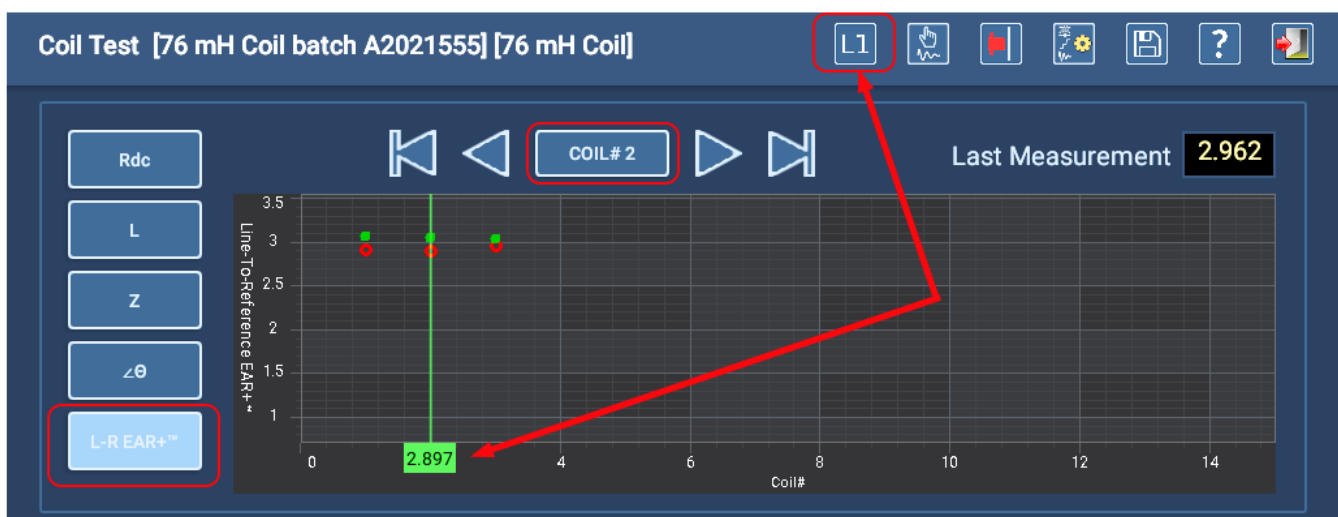 Coil Test [76 mH Coil batch A2021555] [76 mH Coil]
L1
?
Rdc
L
Z
∠Θ
L-R EAR+™
COIL# 2
Last Measurement 2.962
Line-To-Reference EAR+™
3.5
3
2.5
2
1.5
1
0
2.897
4
6
8
10
12
14
Coil#